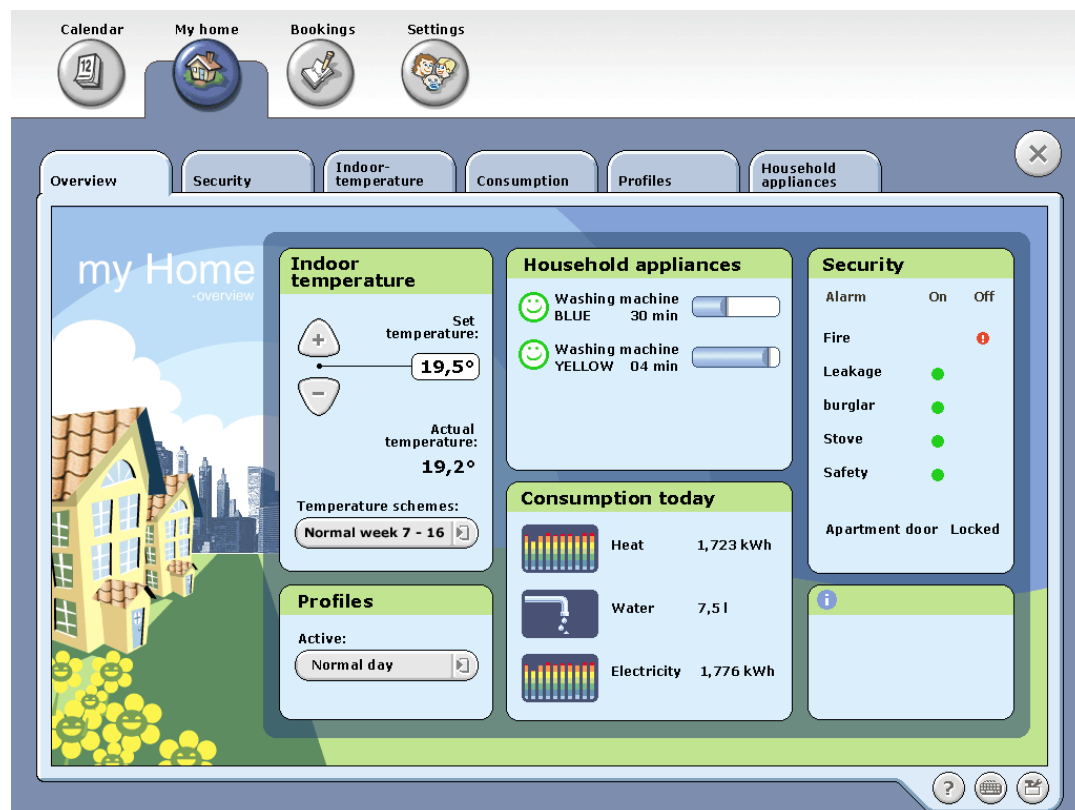 Calendar
My home
Bookings
Settings
12
Overview
Security
Indoor-
temperature
Consumption
Profiles
Household
appliances
my Home
-overview
Indoor
temperature
Set
temperature:
19,5°
Actual
temperature:
19,2°
Temperature schemes:
Normal week 7 - 16
Profiles
Active:
Normal day
Household appliances
Washing machine
BLUE 30 min
Washing machine
YELLOW 04 min
Consumption today
Heat 1,723 kWh
Water 7,5 l
Electricity 1,776 kWh
Security
Alarm On Off
Fire
Leakage
burglar
Stove
Safety
Apartment door Locked